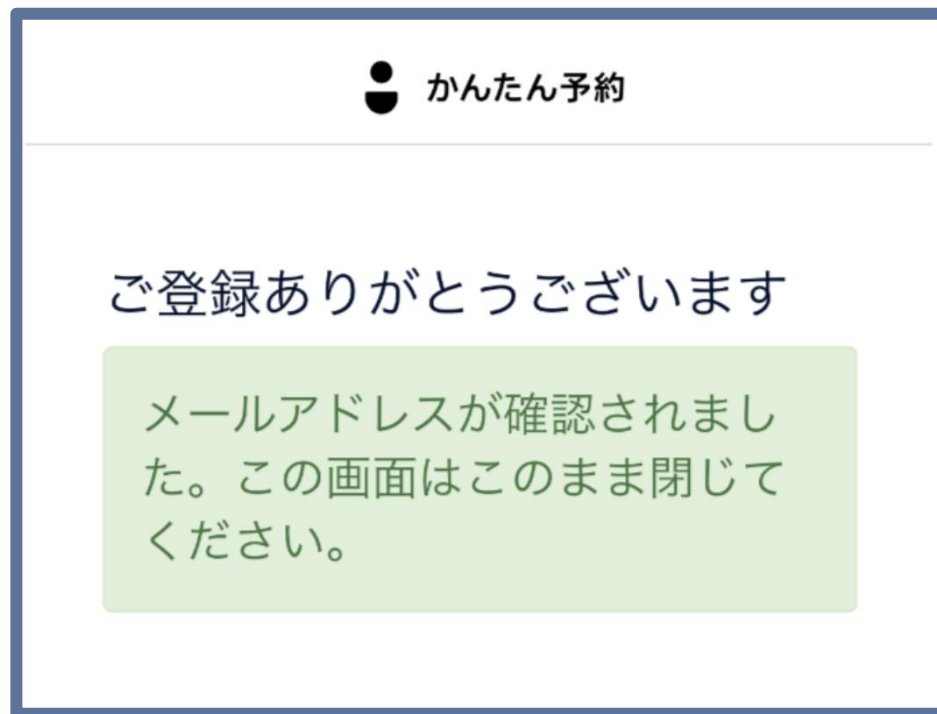 かんたん予約
ご登録ありがとうございます
メールアドレスが確認されまし
た。この画面はこのまま閉じて
ください。